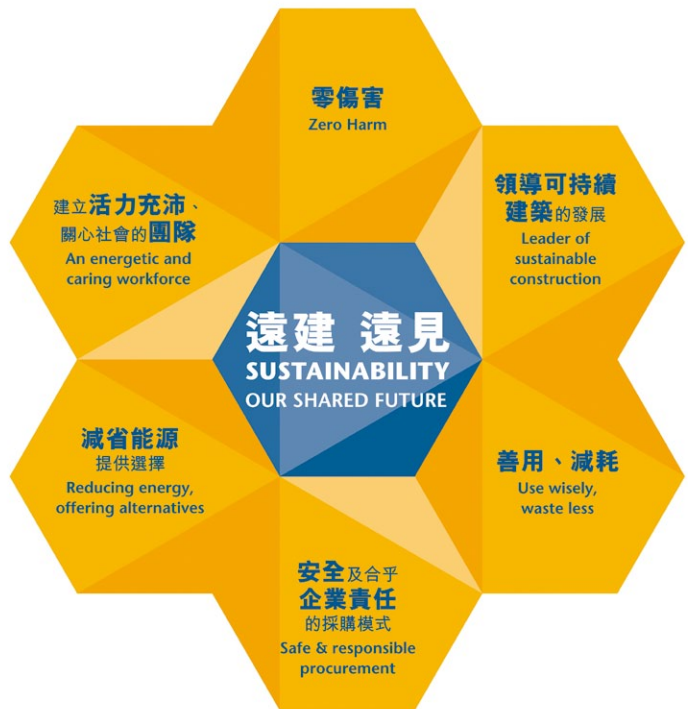 零傷害
Zero Harm
領導可持續
建築的發展
Leader of
sustainable
construction
善用、減耗
Use wisely,
waste less
安全及合乎
企業責任
的採購模式
Safe & responsible
procurement
減省能源
提供選擇
Reducing energy,
offering alternatives
建立活力充沛、
關心社會的團隊
An energetic and
caring workforce
遠建 遠見
SUSTAINABILITY
OUR SHARED FUTURE